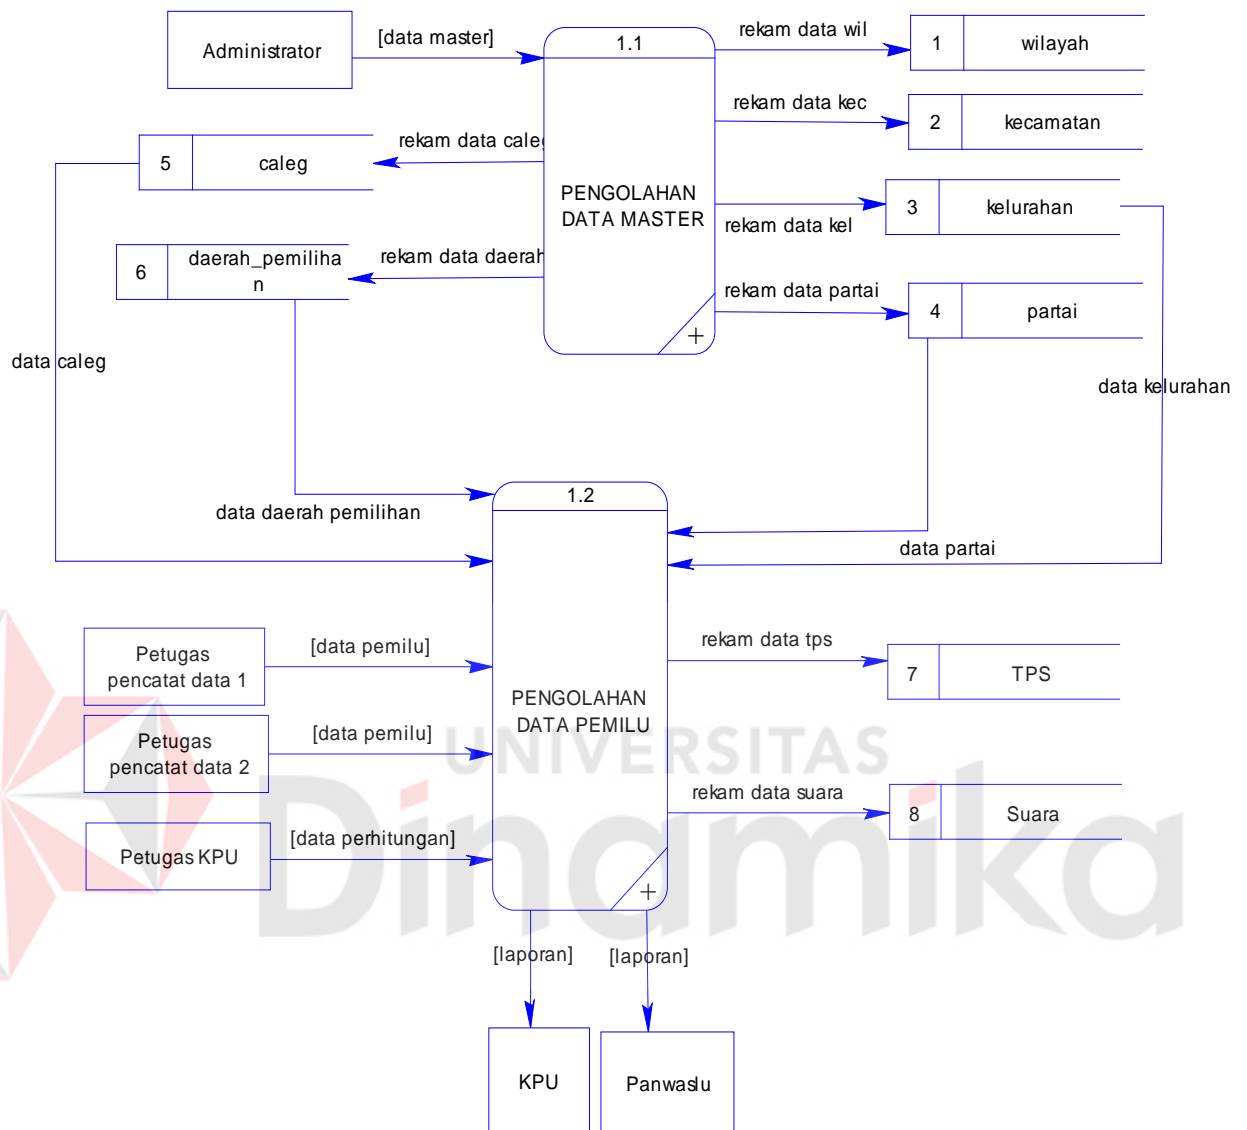 Administrator
[data master]
1.1
rekam data wil
1
wilayah
rekam data kec
2
kecamatan
5
caleg
rekam data caleg
PENGOLAHAN
DATA MASTER
3
kelurahan
rekam data kel
6
daerah_pemiliha
n
rekam data daerah
rekam data partai
4
partai
data caleg
data kelurahan
data daerah pemilihan
1.2
data partai
Petugas
pencatat data 1
[data pemilu]
rekam data tps
7
TPS
PENGOLAHAN
DATA PEMILU
Petugas
pencatat data 2
[data pemilu]
UNIVERSITAS
Dinamika
rekam data suara
8
Suara
Petugas KPU
[data perhitungan]
[laporan]
[laporan]
KPU
Panwaslu